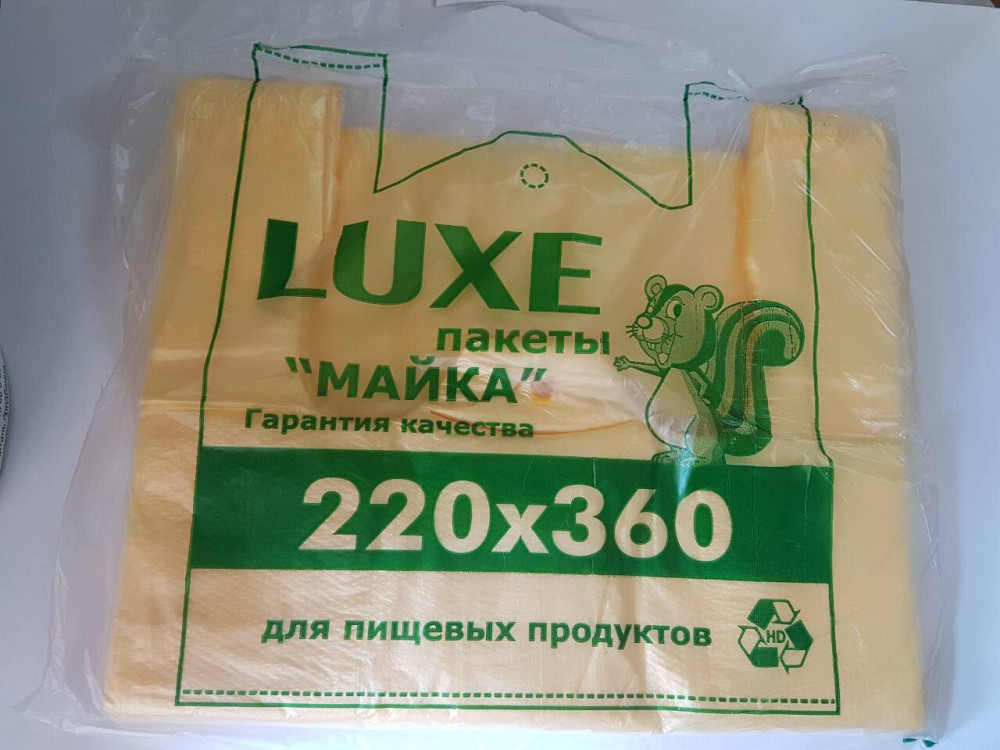 LUXE
пакеты
"МАЙКА"
Гарантия качества
220x360
для пищевых продуктов
HD